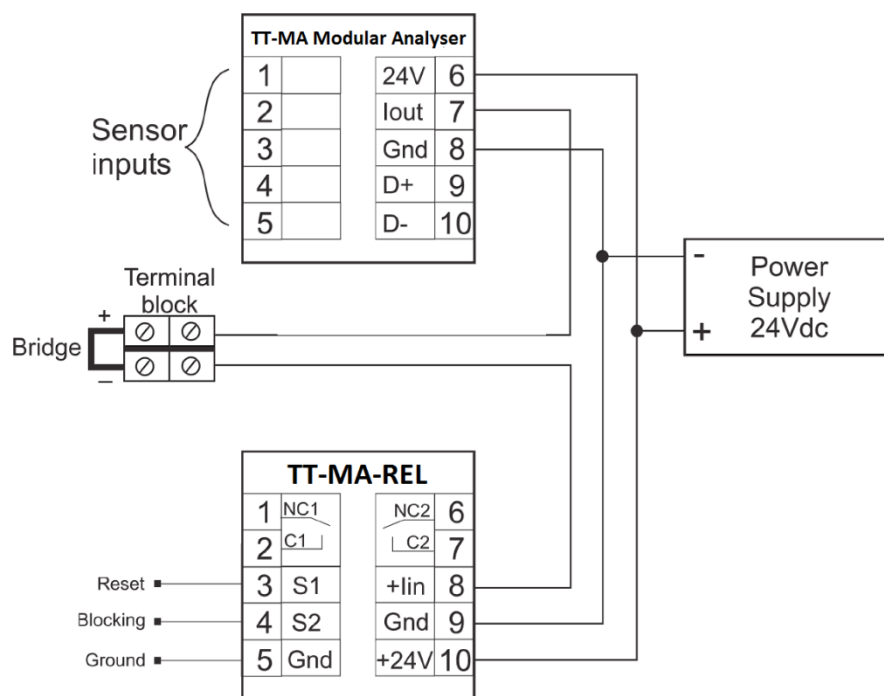 TT-MA Modular Analyser
1 24V 6
2 Iout 7
3 Gnd 8
4 D+ 9
5 D- 10
Sensor
inputs
- Power
Supply
+ 24Vdc
Terminal
block
+
Bridge
–
TT-MA-REL
1 NC1 NC2 6
2 C1 C2 7
Reset 3 S1 +Iin 8
Blocking 4 S2 Gnd 9
Ground 5 Gnd +24V 10